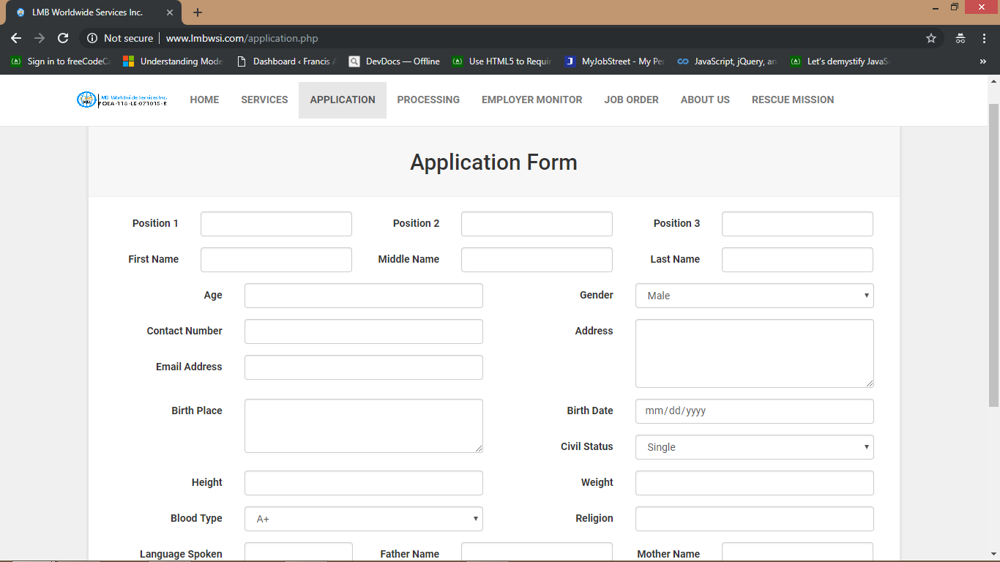 LMB Worldwide Services Inc.
Not secure www.lmbwsi.com/application.php
Sign in to freeCodeCa Understanding Mode Dashboard ‹ Francis A DevDocs — Offline Use HTML5 to Requir MyJobStreet - My Per JavaScript, jQuery, an Let's demystify JavaS »
LMB Worldwide Services Inc.
POEA-118-LB-071015-R
HOME SERVICES APPLICATION PROCESSING EMPLOYER MONITOR JOB ORDER ABOUT US RESCUE MISSION
Application Form
Position 1 Position 2 Position 3
First Name Middle Name Last Name
Age Gender Male
Contact Number Address
Email Address
Birth Place Birth Date mm/dd/yyyy
Civil Status Single
Height Weight
Blood Type A+ Religion
Language Spoken Father Name Mother Name